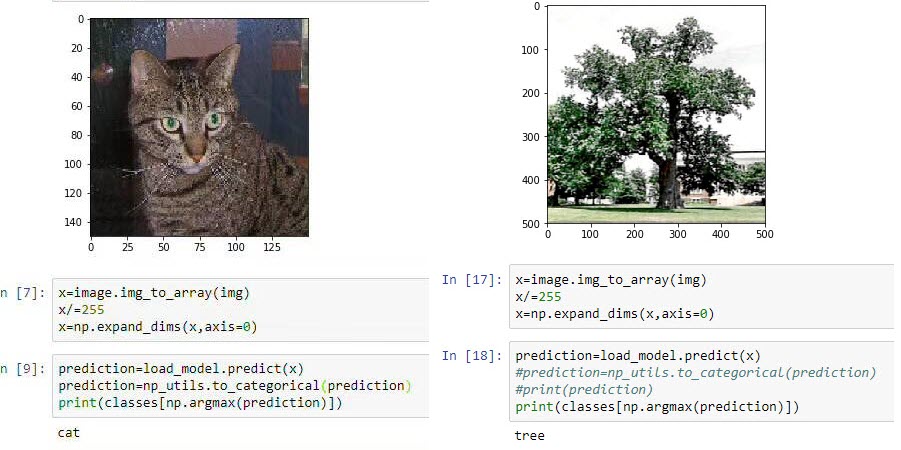 0
20
40
60
80
100
120
140
0 25 50 75 100 125
n [7]: x=image.img_to_array(img)
x/=255
x=np.expand_dims(x,axis=0)
n [9]: prediction=load_model.predict(x)
prediction=np_utils.to_categorical(prediction)
print(classes[np.argmax(prediction)])
cat
0
100
200
300
400
500
0 100 200 300 400 500
In [17]: x=image.img_to_array(img)
x/=255
x=np.expand_dims(x,axis=0)
In [18]: prediction=load_model.predict(x)
#prediction=np_utils.to_categorical(prediction)
#print(prediction)
print(classes[np.argmax(prediction)])
tree